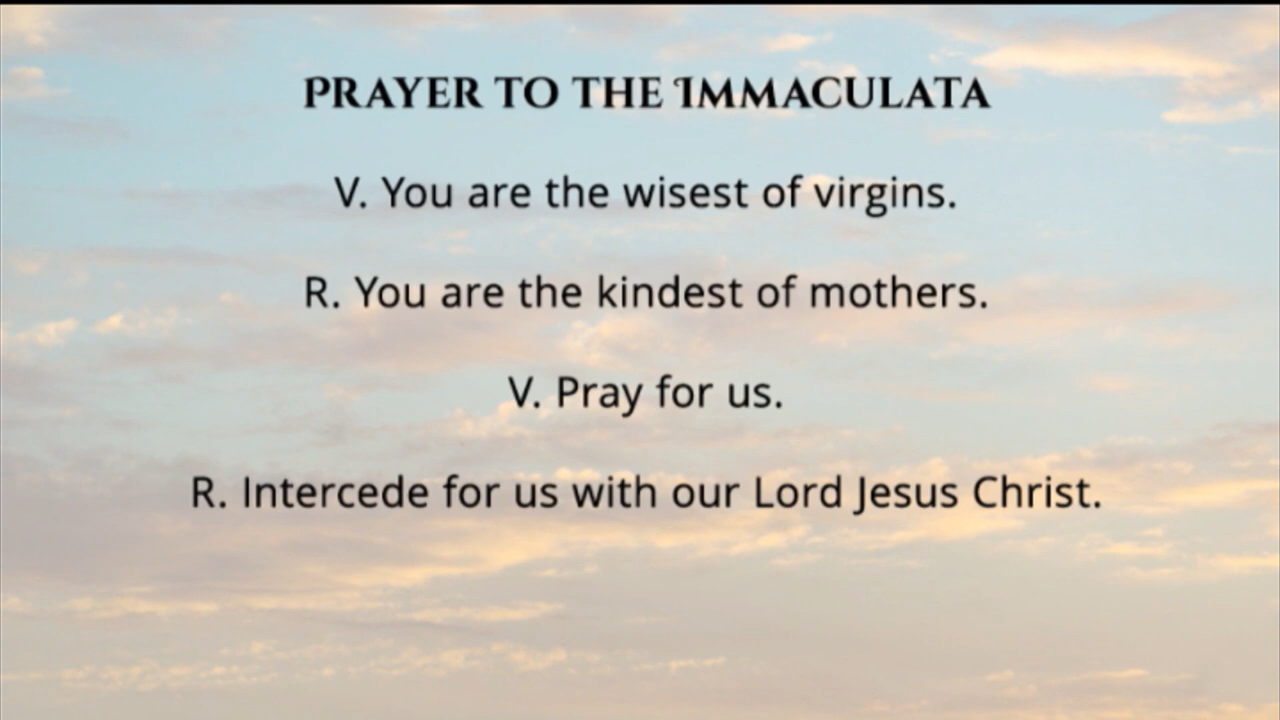 PRAYER TO THE IMMACULATA
V. You are the wisest of virgins.
R. You are the kindest of mothers.
V. Pray for us.
R. Intercede for us with our Lord Jesus Christ.